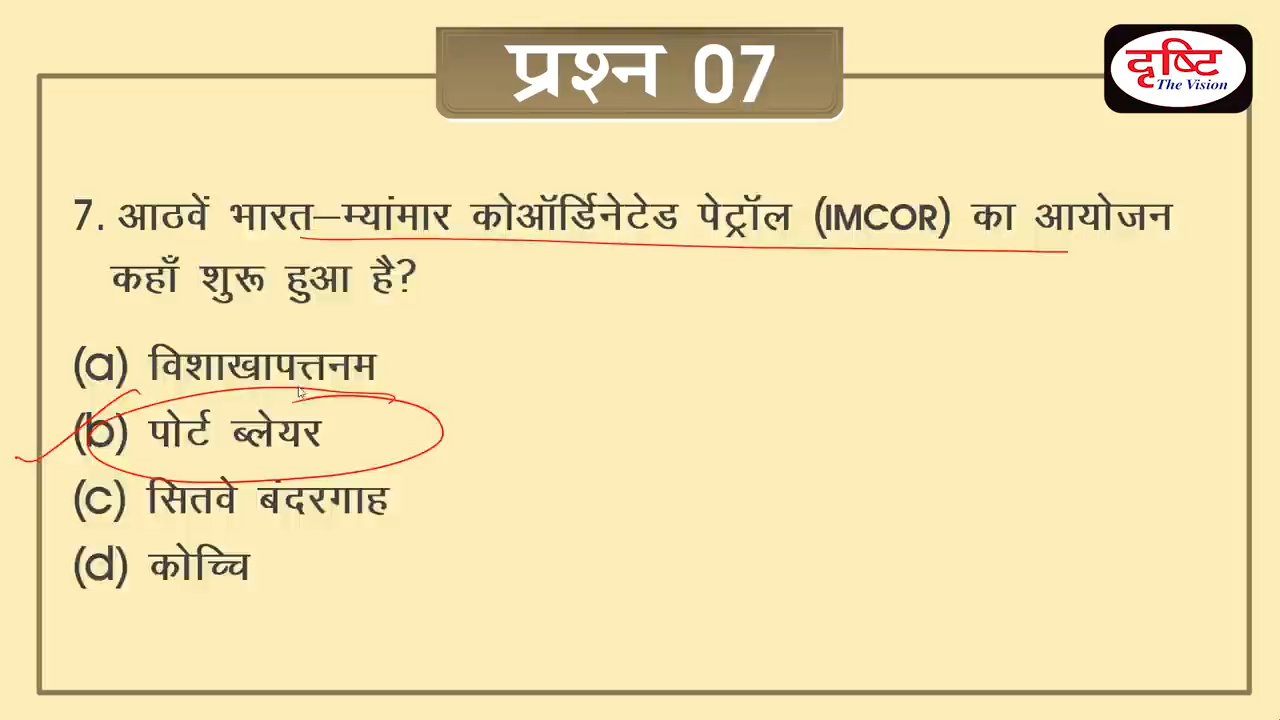 प्रश्न 07
दृष्टि
The Vision
7. आठवें भारत–म्यांमार कोऑर्डिनेटेड पेट्रॉल (IMCOR) का आयोजन
कहाँ शुरू हुआ है?
(a) विशाखापत्तनम
(b) पोर्ट ब्लेयर
(c) सितवे बंदरगाह
(d) कोच्चि